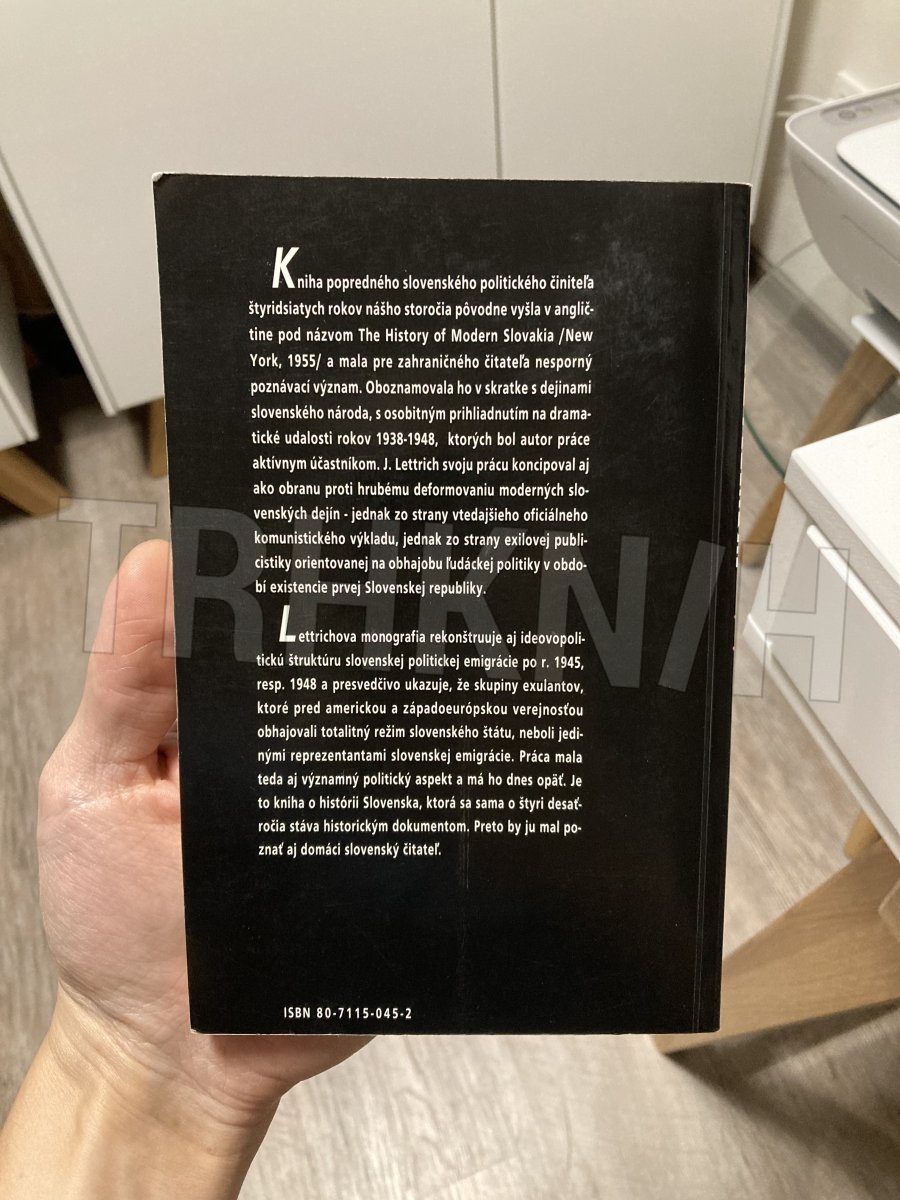 Kniha popredného slovenského politického činiteľa
štyridsiatych rokov nášho storočia pôvodne vyšla v anglič-
tine pod názvom The History of Modern Slovakia /New
York, 1955/ a mala pre zahraničného čitateľa nesporný
poznávací význam. Oboznamovala ho v skratke s dejinami
slovenského národa, s osobitným prihliadnutím na drama-
tické udalosti rokov 1938-1948, ktorých bol autor práce
aktívnym účastníkom. J. Lettrich svoju prácu koncipoval aj
ako obranu proti hrubému deformovaniu moderných slo-
venských dejín - jednak zo strany vtedajšieho oficiálneho
komunistického výkladu, jednak zo strany exilovej publi-
cistiky orientovanej na obhajobu ľudáckej politiky v obdo-
bí existencie prvej Slovenskej republiky.
Lettrichova monografia rekonštruuje aj ideovopoli-
tickú štruktúru slovenskej politickej emigrácie po r. 1945,
resp. 1948 a presvedčivo ukazuje, že skupiny exulantov,
ktoré pred americkou a západoeurópskou verejnosťou
obhajovali totalitný režim slovenského štátu, neboli jedi-
nými reprezentantami slovenskej emigrácie. Práca mala
teda aj významný politický aspekt a má ho dnes opäť. Je
to kniha o histórii Slovenska, ktorá sa sama o štyri desať-
ročia stáva historickým dokumentom. Preto by ju mal po-
znať aj domáci slovenský čitateľ.
ISBN 80-7115-045-2
TRHKNIH